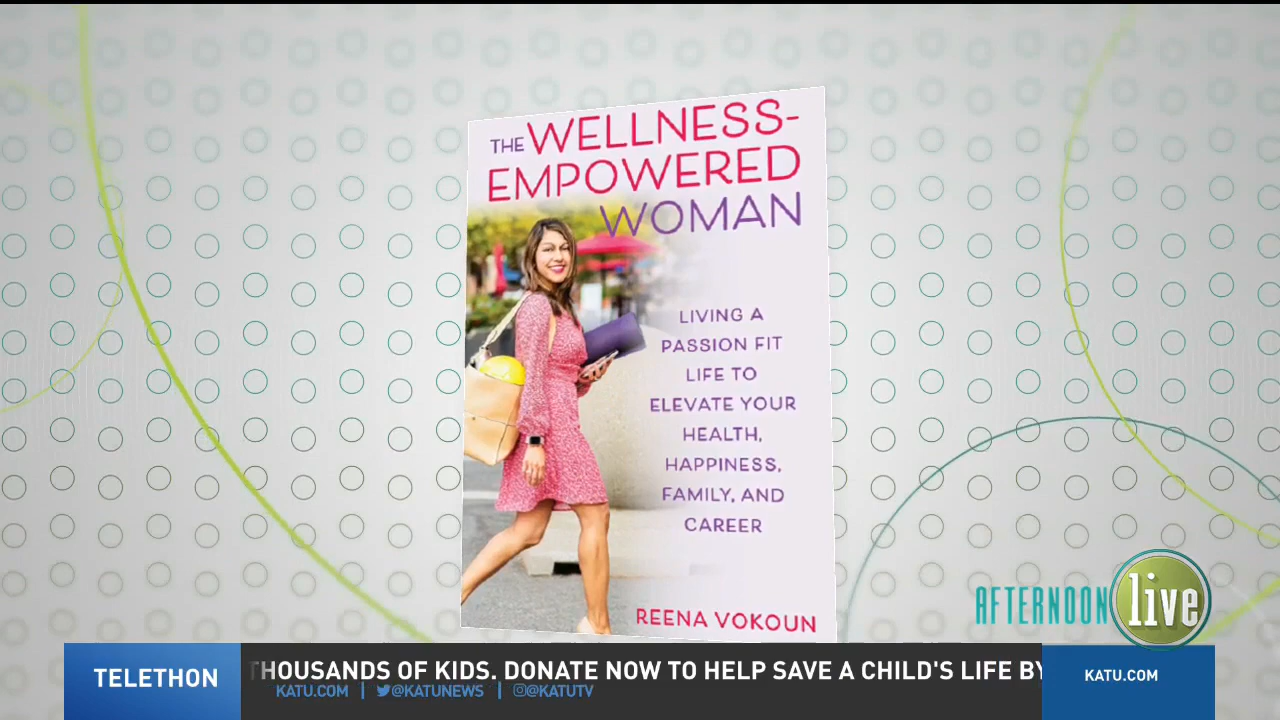 THE WELLNESS-
EMPOWERED
WOMAN
LIVING A
PASSION FIT
LIFE TO
ELEVATE YOUR
HEALTH,
HAPPINESS,
FAMILY, AND
CAREER
REENA VOKOUN
AFTERNOON live
TELETHON
THOUSANDS OF KIDS. DONATE NOW TO HELP SAVE A CHILD'S LIFE BY
KATU.COM | @KATUNEWS | @KATUTV
KATU.COM